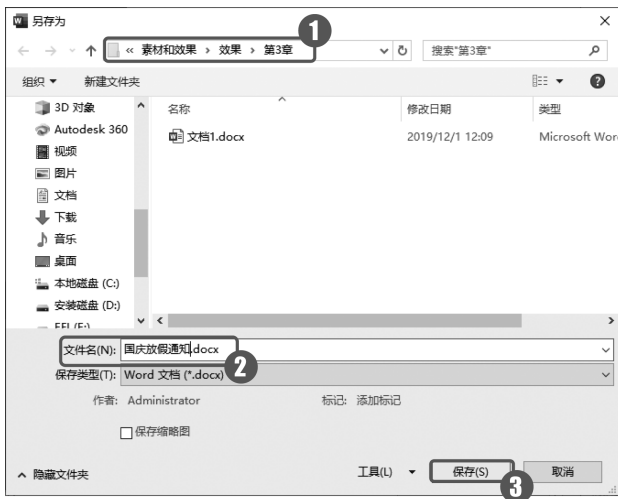 另存为
1
« 素材和效果 › 效果 › 第3章
搜索"第3章"
组织
新建文件夹
名称
修改日期
类型
3D 对象
Autodesk 360
视频
图片
文档
下载
音乐
桌面
本地磁盘 (C:)
安装磁盘 (D:)
文档1.docx
2019/12/1 12:09
Microsoft Wor
文件名(N): 国庆放假通知.docx
2
保存类型(T): Word 文档 (*.docx)
作者: Administrator
标记: 添加标记
保存缩略图
隐藏文件夹
工具(L)
保存(S)
取消
3